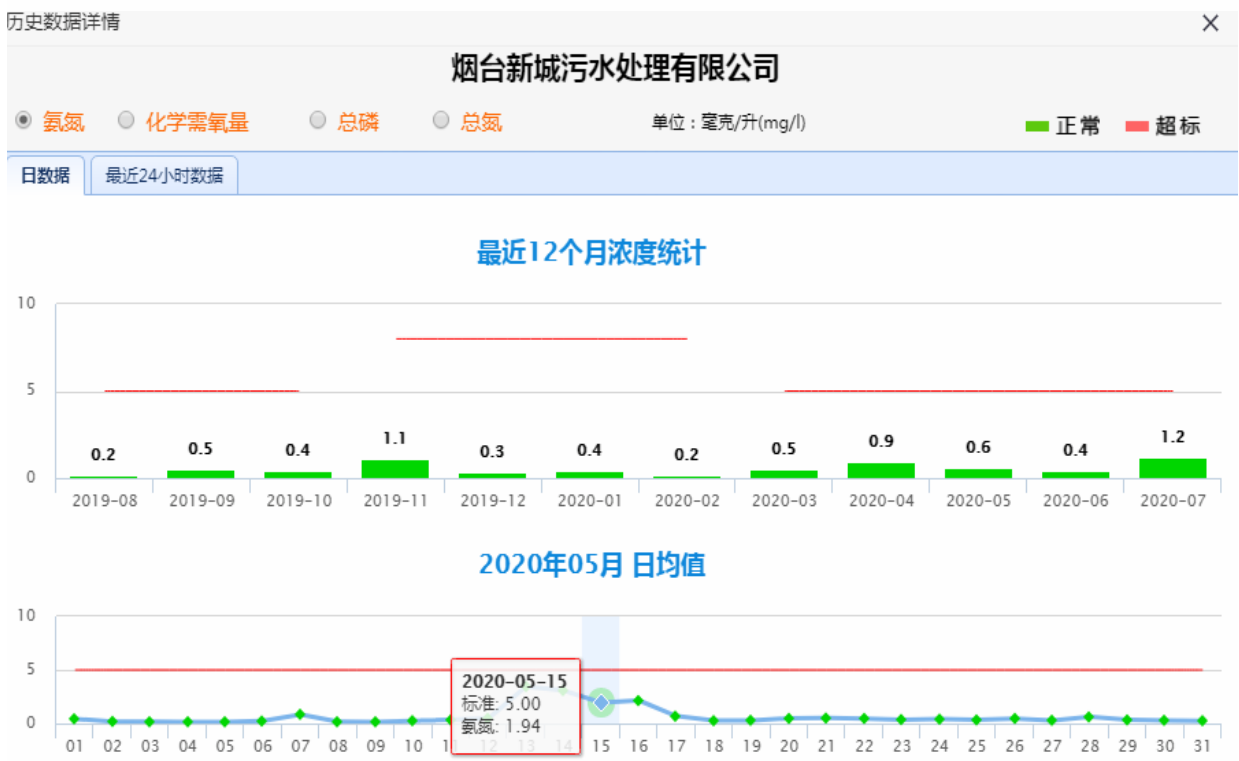 历史数据详情 ×
烟台新城污水处理有限公司
氨氮 化学需氧量 总磷 总氮 单位：毫克/升(mg/l) 正常 超标
日数据 最近24小时数据
最近12个月浓度统计
10
5
0.2 0.5 0.4 1.1 0.3 0.4 0.2 0.5 0.9 0.6 0.4 1.2
0
2019-08 2019-09 2019-10 2019-11 2019-12 2020-01 2020-02 2020-03 2020-04 2020-05 2020-06 2020-07
2020年05月 日均值
10
5
2020-05-15
标准: 5.00
氨氮: 1.94
0
01 02 03 04 05 06 07 08 09 10 11 12 13 14 15 16 17 18 19 20 21 22 23 24 25 26 27 28 29 30 31